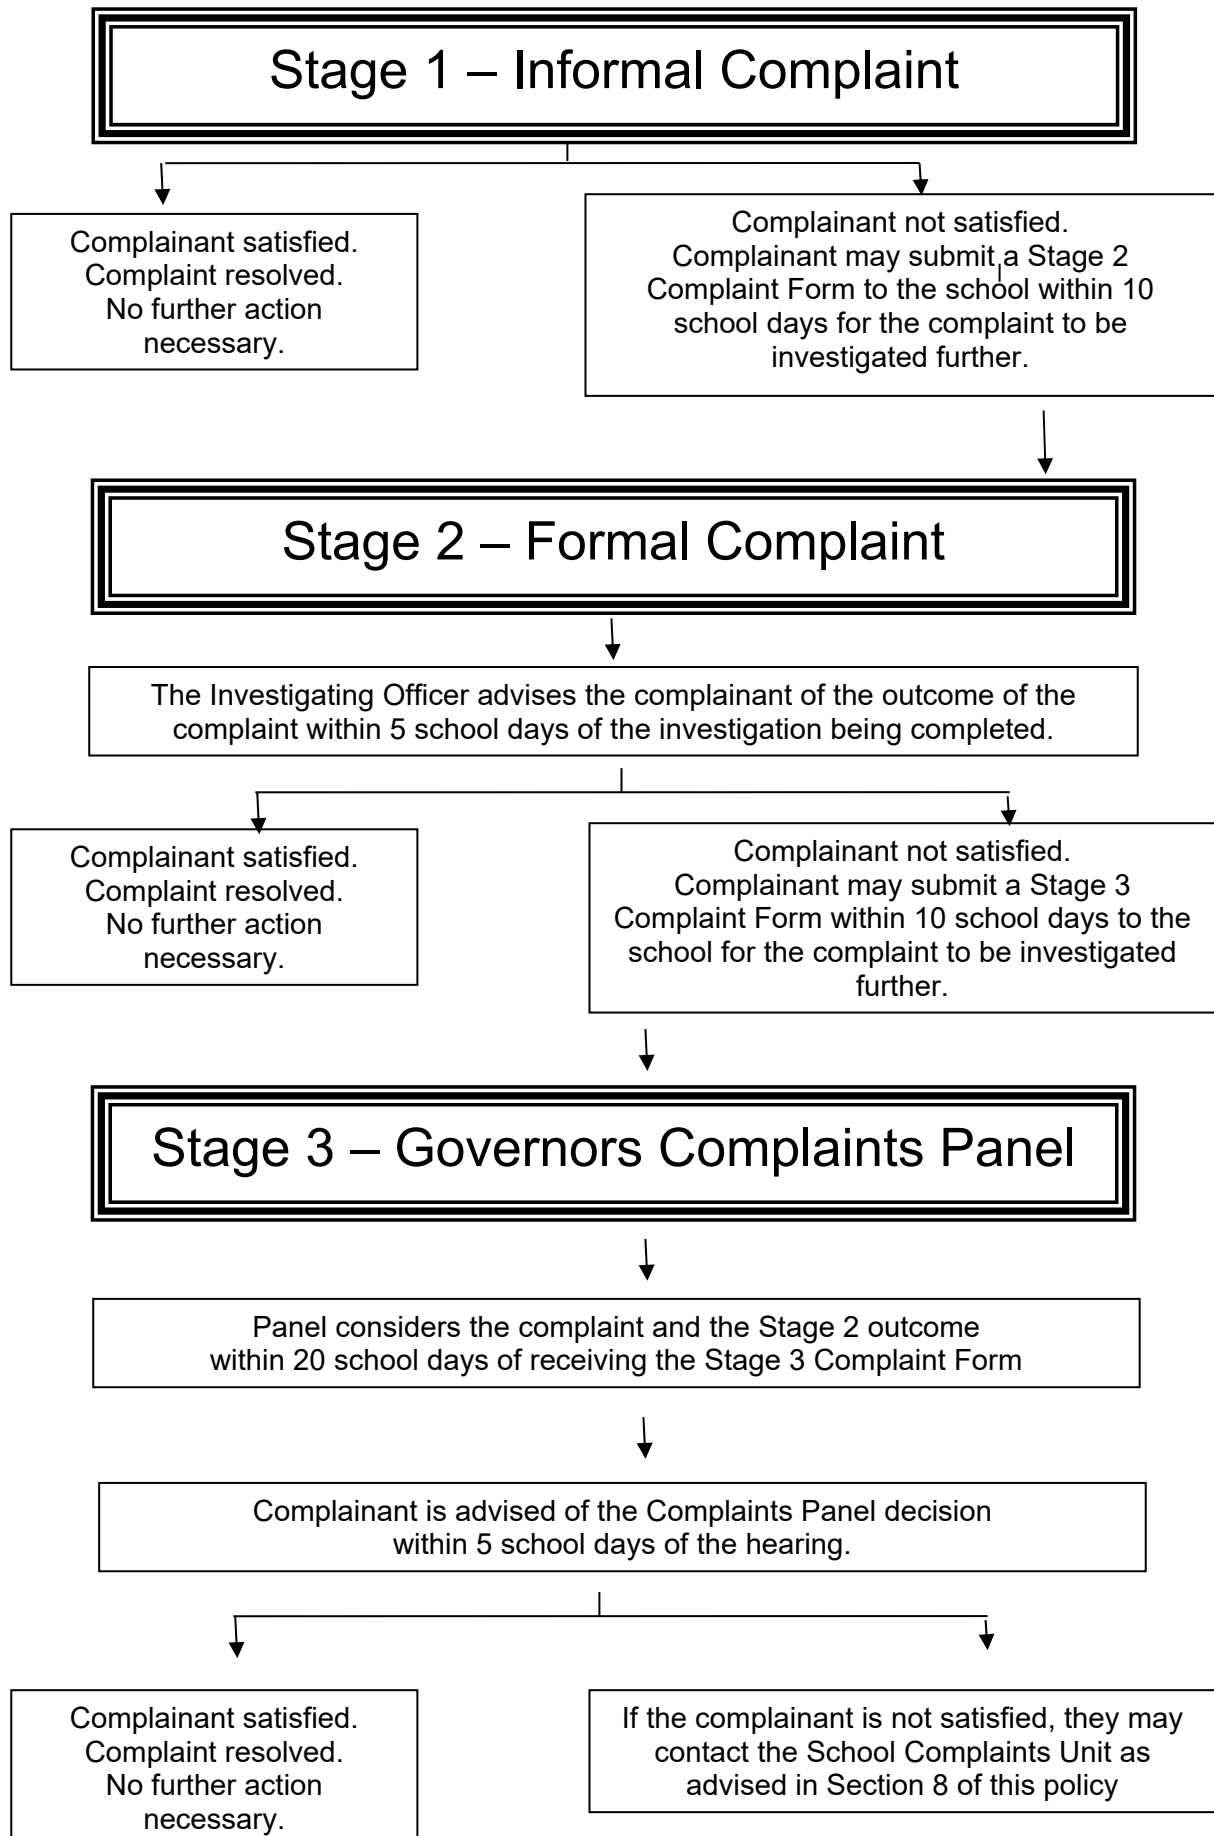 Stage 1 – Informal Complaint
Complainant satisfied.
Complaint resolved.
No further action
necessary.
Complainant not satisfied.
Complainant may submit a Stage 2
Complaint Form to the school within 10
school days for the complaint to be
investigated further.
Stage 2 – Formal Complaint
The Investigating Officer advises the complainant of the outcome of the
complaint within 5 school days of the investigation being completed.
Complainant satisfied.
Complaint resolved.
No further action
necessary.
Complainant not satisfied.
Complainant may submit a Stage 3
Complaint Form within 10 school days to the
school for the complaint to be investigated
further.
Stage 3 – Governors Complaints Panel
Panel considers the complaint and the Stage 2 outcome
within 20 school days of receiving the Stage 3 Complaint Form
Complainant is advised of the Complaints Panel decision
within 5 school days of the hearing.
Complainant satisfied.
Complaint resolved.
No further action
necessary.
If the complainant is not satisfied, they may
contact the School Complaints Unit as
advised in Section 8 of this policy